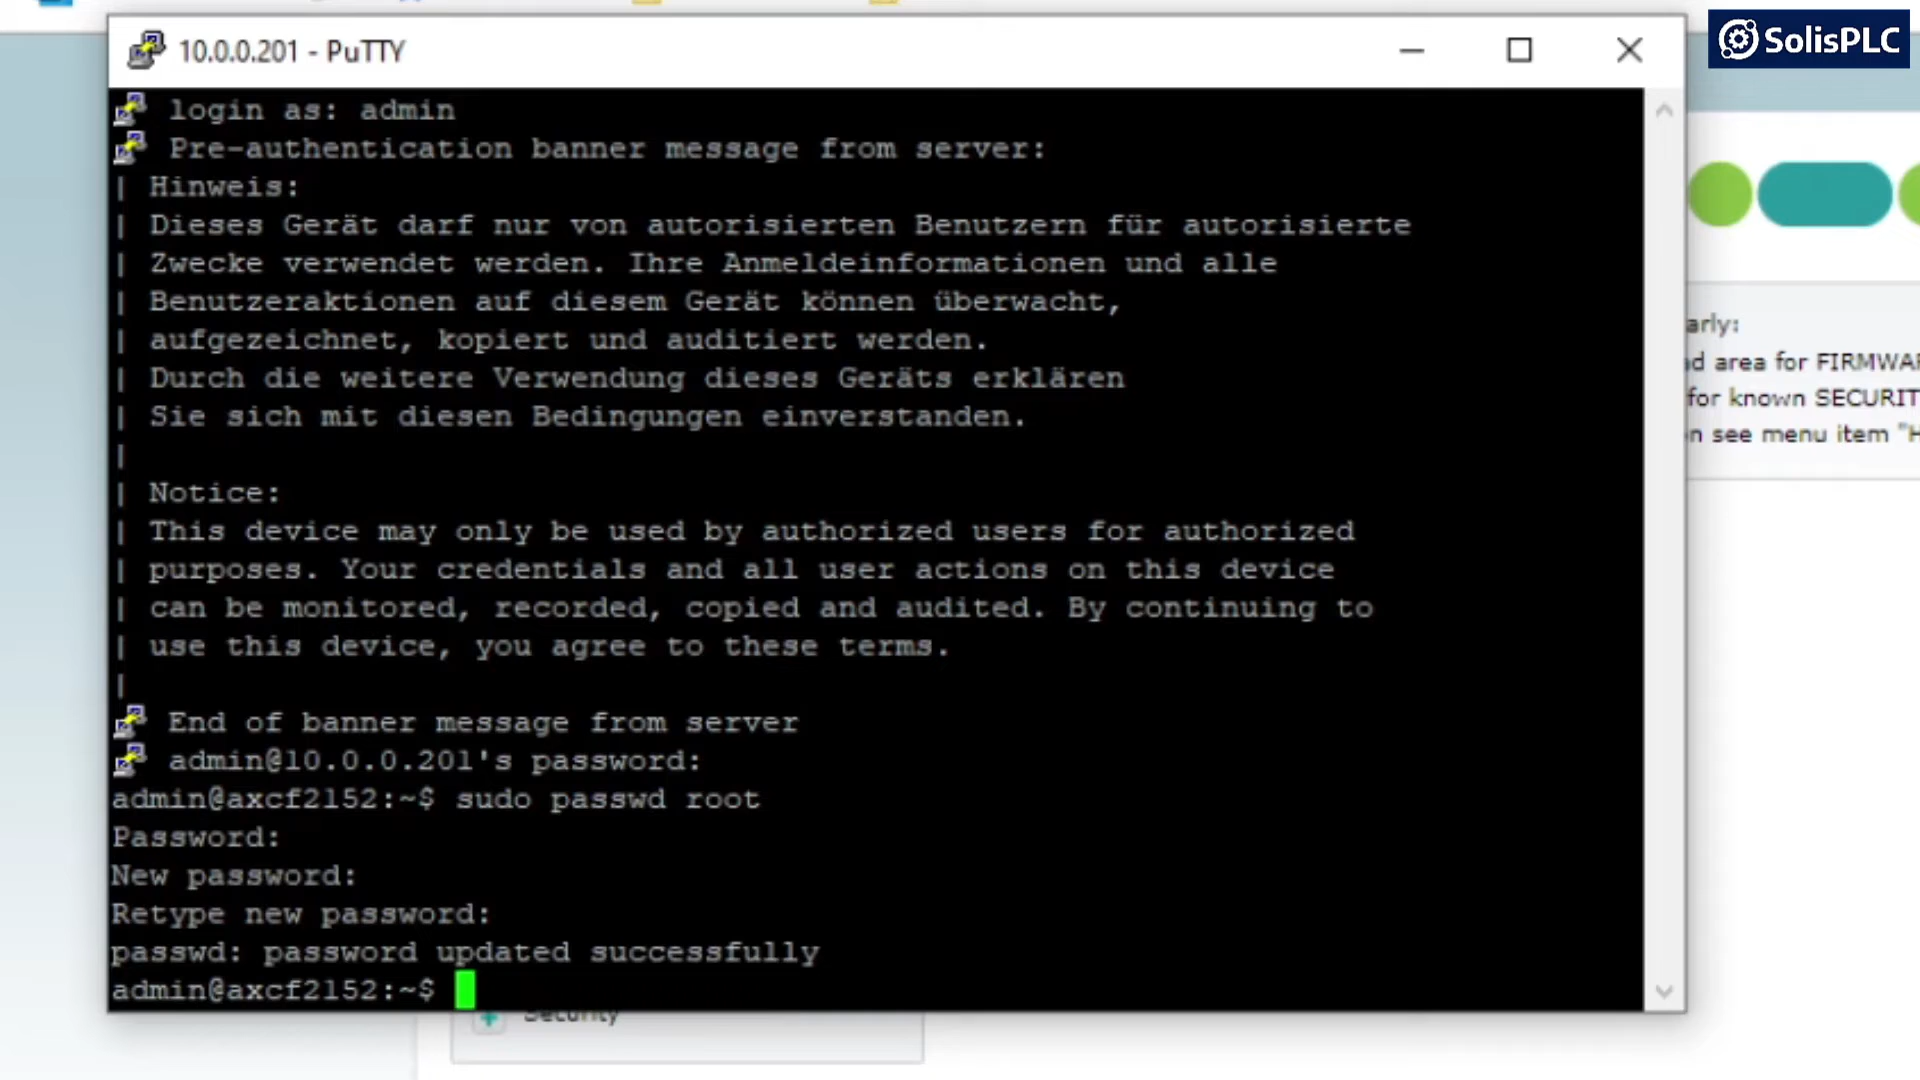 10.0.0.201 - PuTTY
SolisPLC
login as: admin
Pre-authentication banner message from server:
| Hinweis:
| Dieses Gerät darf nur von autorisierten Benutzern für autorisierte
| Zwecke verwendet werden. Ihre Anmeldeinformationen und alle
| Benutzeraktionen auf diesem Gerät können überwacht,
| aufgezeichnet, kopiert und auditiert werden.
| Durch die weitere Verwendung dieses Geräts erklären
| Sie sich mit diesen Bedingungen einverstanden.
|
| Notice:
| This device may only be used by authorized users for authorized
| purposes. Your credentials and all user actions on this device
| can be monitored, recorded, copied and audited. By continuing to
| use this device, you agree to these terms.
|
End of banner message from server
admin@10.0.0.201's password:
admin@axcf2152:~$ sudo passwd root
Password:
New password:
Retype new password:
passwd: password updated successfully
admin@axcf2152:~$
arly:
area for FIRMWAR
for known SECURIT
see menu item "H
Security